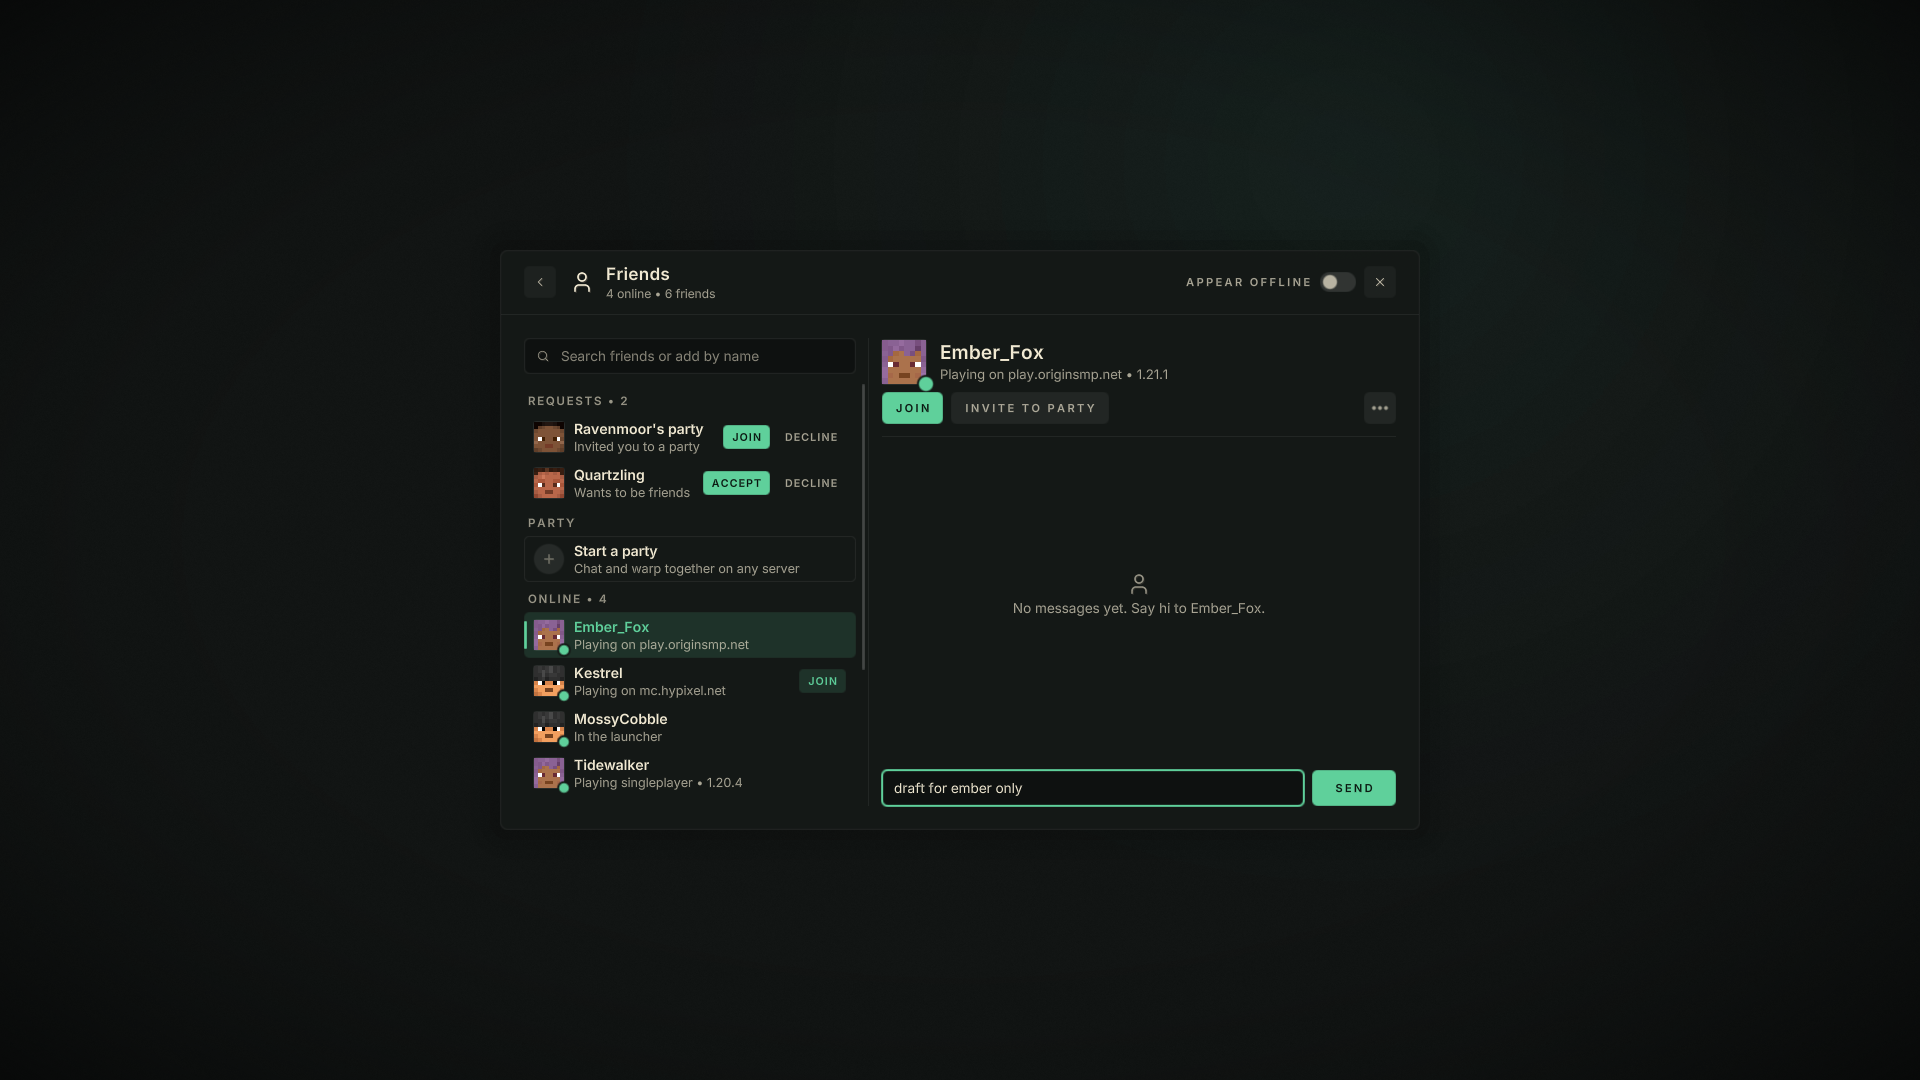 Friends
4 online • 6 friends
APPEAR OFFLINE
Search friends or add by name
REQUESTS • 2
Ravenmoor's party
Invited you to a party
JOIN
DECLINE
Quartzling
Wants to be friends
ACCEPT
DECLINE
PARTY
Start a party
Chat and warp together on any server
ONLINE • 4
Ember_Fox
Playing on play.originsmp.net
Kestrel
Playing on mc.hypixel.net
JOIN
MossyCobble
In the launcher
Tidewalker
Playing singleplayer • 1.20.4
Ember_Fox
Playing on play.originsmp.net • 1.21.1
JOIN
INVITE TO PARTY
No messages yet. Say hi to Ember_Fox.
draft for ember only
SEND